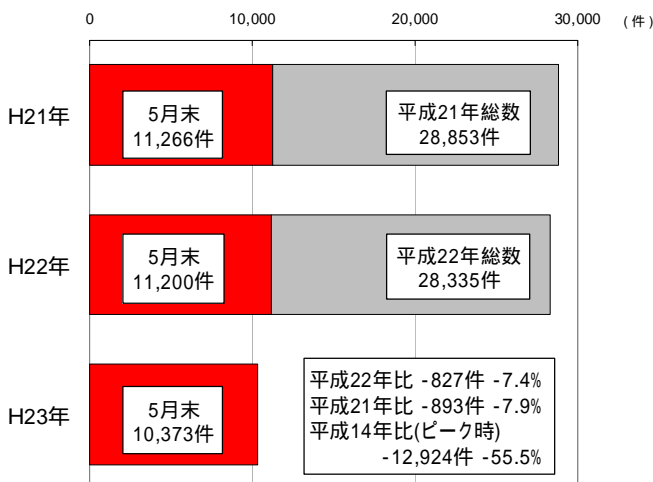 0 10,000 20,000 30,000 (件)
H21年
5月末
11,266件
平成21年総数
28,853件
H22年
5月末
11,200件
平成22年総数
28,335件
H23年
5月末
10,373件
平成22年比 -827件 -7.4%
平成21年比 -893件 -7.9%
平成14年比(ピーク時)
-12,924件 -55.5%